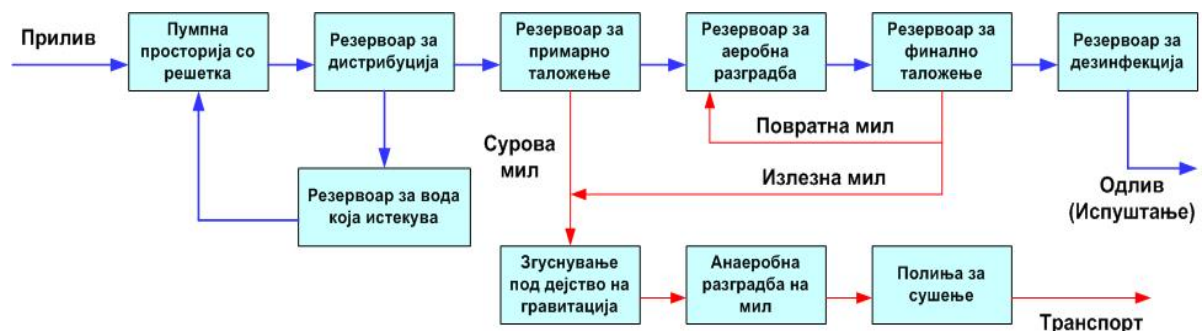 Прилив
Пумпна
просторија со
решетка
Резервоар за
дистрибуција
Резервоар за
примарно
таложење
Резервоар за
аеробна
разградба
Резервоар за
финално
таложење
Резервоар за
дезинфекција
Повратна мил
Сурова
мил
Излезна мил
Одлив
(Испуштање)
Резервоар за вода
која истекува
Згуснување
под дејство на
гравитација
Анаеробна
разградба на
мил
Полиња за
сушење
Транспорт